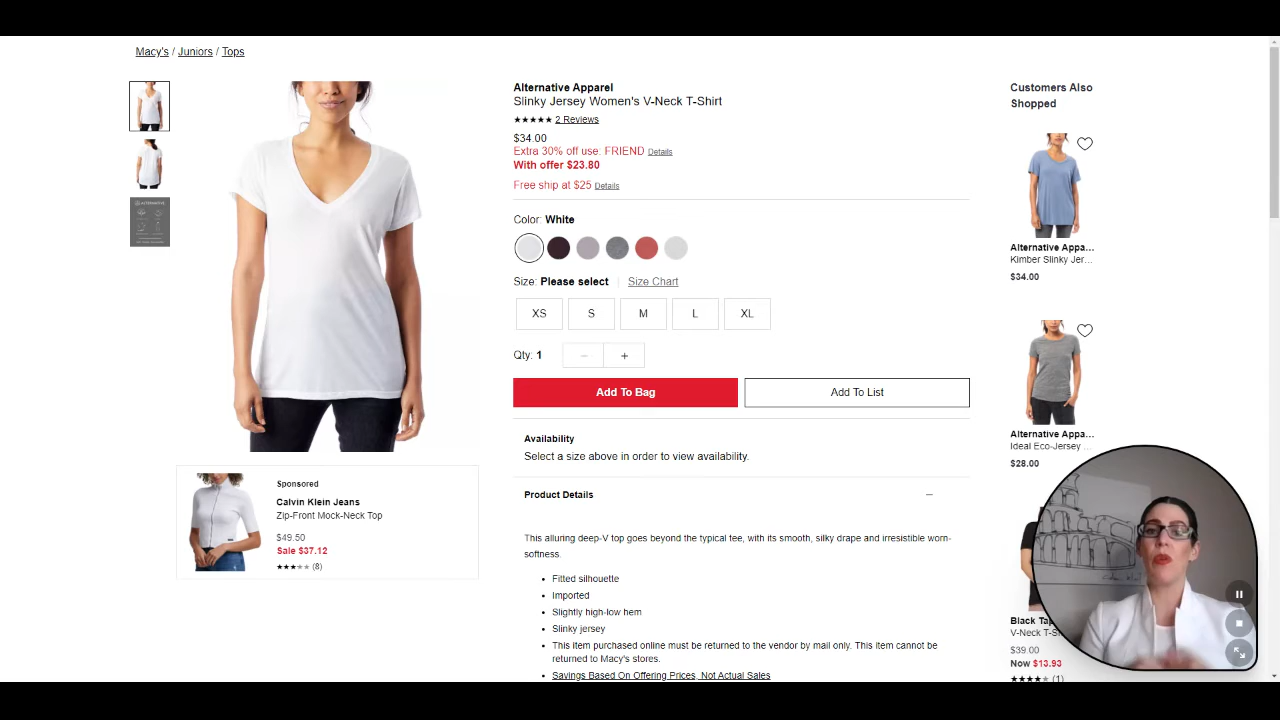 Macy's / Juniors / Tops
Alternative Apparel
Slinky Jersey Women's V-Neck T-Shirt
★★★★★ 2 Reviews
$34.00
Extra 30% off use: FRIEND Details
With offer $23.80
Free ship at $25 Details
Color: White
Size: Please select | Size Chart
XS S M L XL
Qty: 1 − +
Add To Bag
Add To List
Availability
Select a size above in order to view availability.
Product Details
This alluring deep-V top goes beyond the typical tee, with its smooth, silky drape and irresistible worn-
softness.
• Fitted silhouette
• Imported
• Slightly high-low hem
• Slinky jersey
• This item purchased online must be returned to the vendor by mail only. This item cannot be
returned to Macy's stores.
• Savings Based On Offering Prices, Not Actual Sales
Sponsored
Calvin Klein Jeans
Zip-Front Mock-Neck Top
$49.50
Sale $37.12
(8)
Customers Also
Shopped
Alternative Appa...
Kimber Slinky Jer...
$34.00
Alternative Appa...
Ideal Eco-Jersey ...
$28.00
Black Tap
V-Neck T-S
$39.00
Now $13.93
(1)